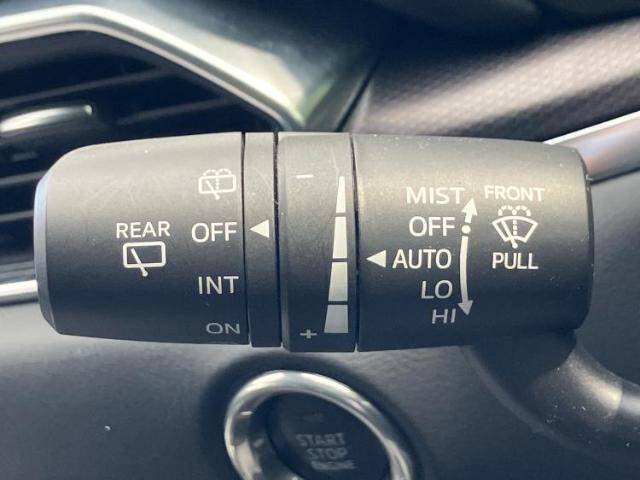 REAR
OFF
INT
ON
−
+
MIST
OFF
AUTO
LO
HI
FRONT
PULL
START
STOP
ENGINE